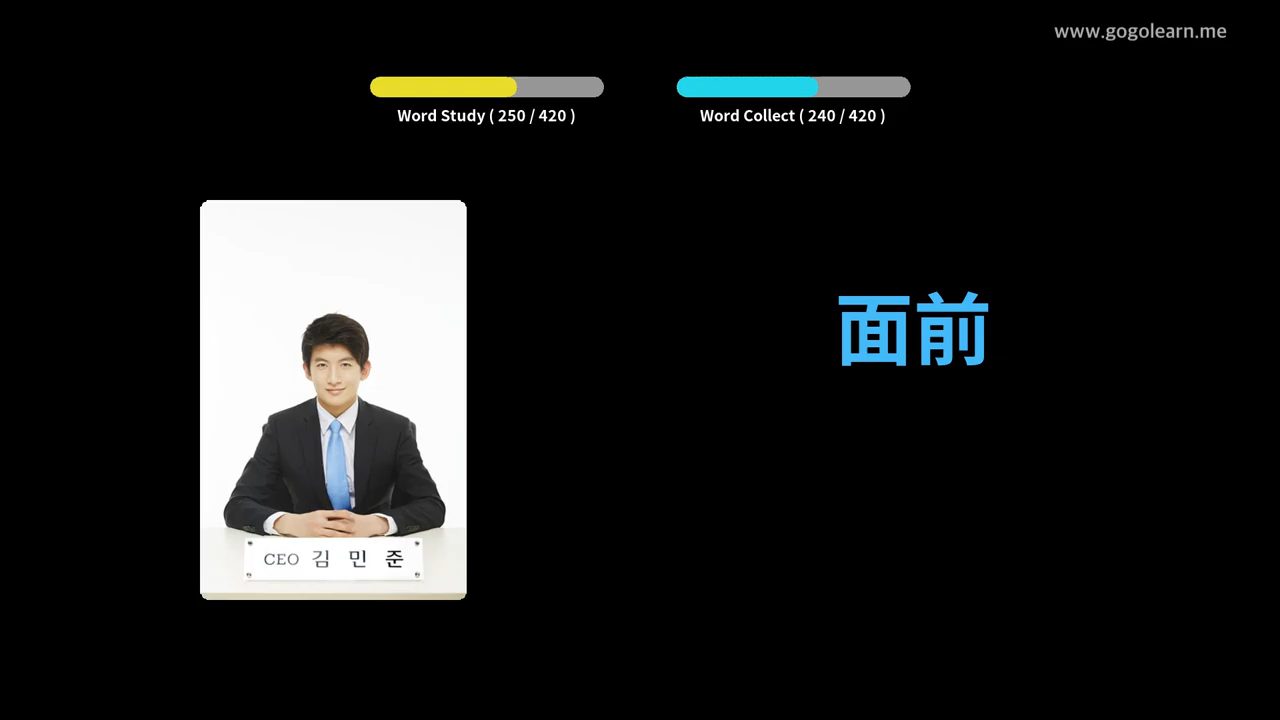 www.gogolearn.me
Word Study ( 250 / 420 )
Word Collect ( 240 / 420 )
面前
CEO 김 민 준